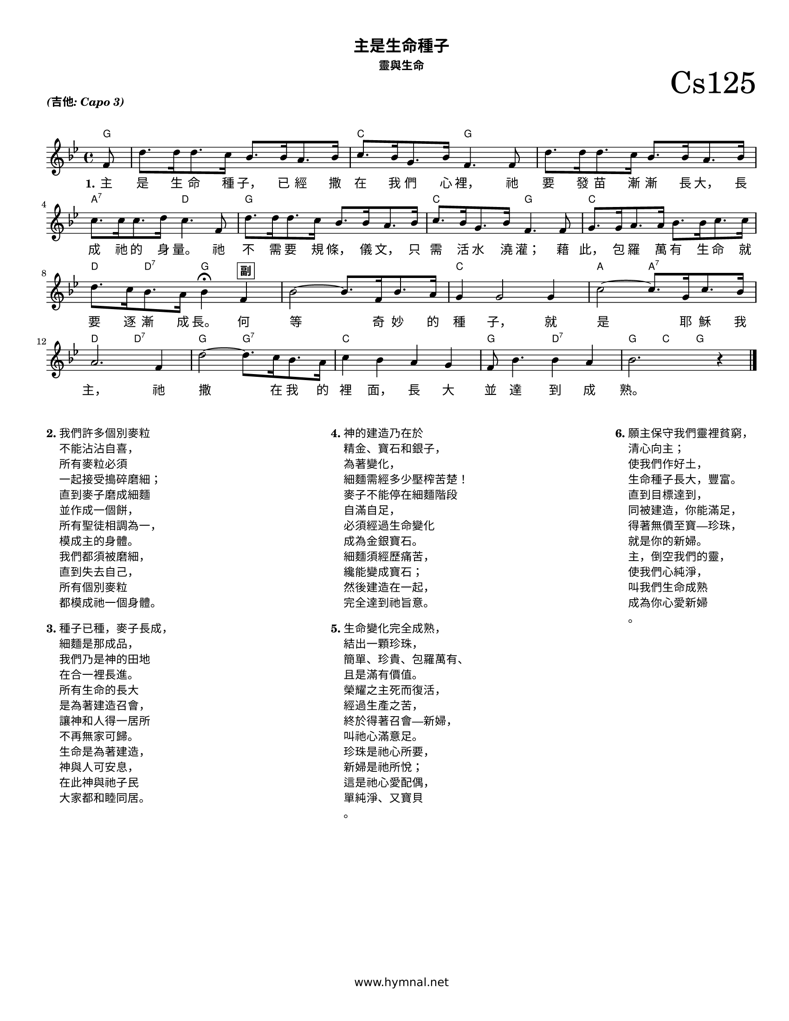 主是生命種子
靈與生命
Cs125
(吉他: Capo 3)
G C G
1. 主 是 生 命 種 子， 已 經 撒 在 我 們 心 裡， 祂 要 發 苗 漸 漸 長 大， 長
4 A7 D G C G C
成 祂 的 身 量。 祂 不 需 要 規 條， 儀 文， 只 需 活 水 澆 灌； 藉 此， 包 羅 萬 有 生 命 就
8 D D7 G 副 C A A7
要 逐 漸 成 長。 何 等 奇 妙 的 種 子， 就 是 耶 穌 我
12 D D7 G G7 C G D7 G C G
主， 祂 撒 在 我 的 裡 面， 長 大 並 達 到 成 熟。
2. 我們許多個別麥粒
不能沾沾自喜，
所有麥粒必須
一起接受搗碎磨細；
直到麥子磨成細麵
並作成一個餅，
所有聖徒相調為一，
模成主的身體。
我們都須被磨細，
直到失去自己，
所有個別麥粒
都模成祂一個身體。
3. 種子已種，麥子長成，
細麵是那成品，
我們乃是神的田地
在合一裡長進。
所有生命的長大
是為著建造召會，
讓神和人得一居所
不再無家可歸。
生命是為著建造，
神與人可安息，
在此神與祂子民
大家都和睦同居。
4. 神的建造乃在於
精金、寶石和銀子，
為著變化，
細麵需經多少壓榨苦楚！
麥子不能停在細麵階段
自滿自足，
必須經過生命變化
成為金銀寶石。
細麵須經歷痛苦，
纔能變成寶石；
然後建造在一起，
完全達到祂旨意。
5. 生命變化完全成熟，
結出一顆珍珠，
簡單、珍貴、包羅萬有、
且是滿有價值。
榮耀之主死而復活，
經過生產之苦，
終於得著召會—新婦，
叫祂心滿意足。
珍珠是祂心所要，
新婦是祂所悅；
這是祂心愛配偶，
單純淨、又寶貝
。
6. 願主保守我們靈裡貧窮，
清心向主；
使我們作好土，
生命種子長大，豐富。
直到目標達到，
同被建造，你能滿足，
得著無價至寶—珍珠，
就是你的新婦。
主，倒空我們的靈，
使我們心純淨，
叫我們生命成熟
成為你心愛新婦
。
www.hymnal.net